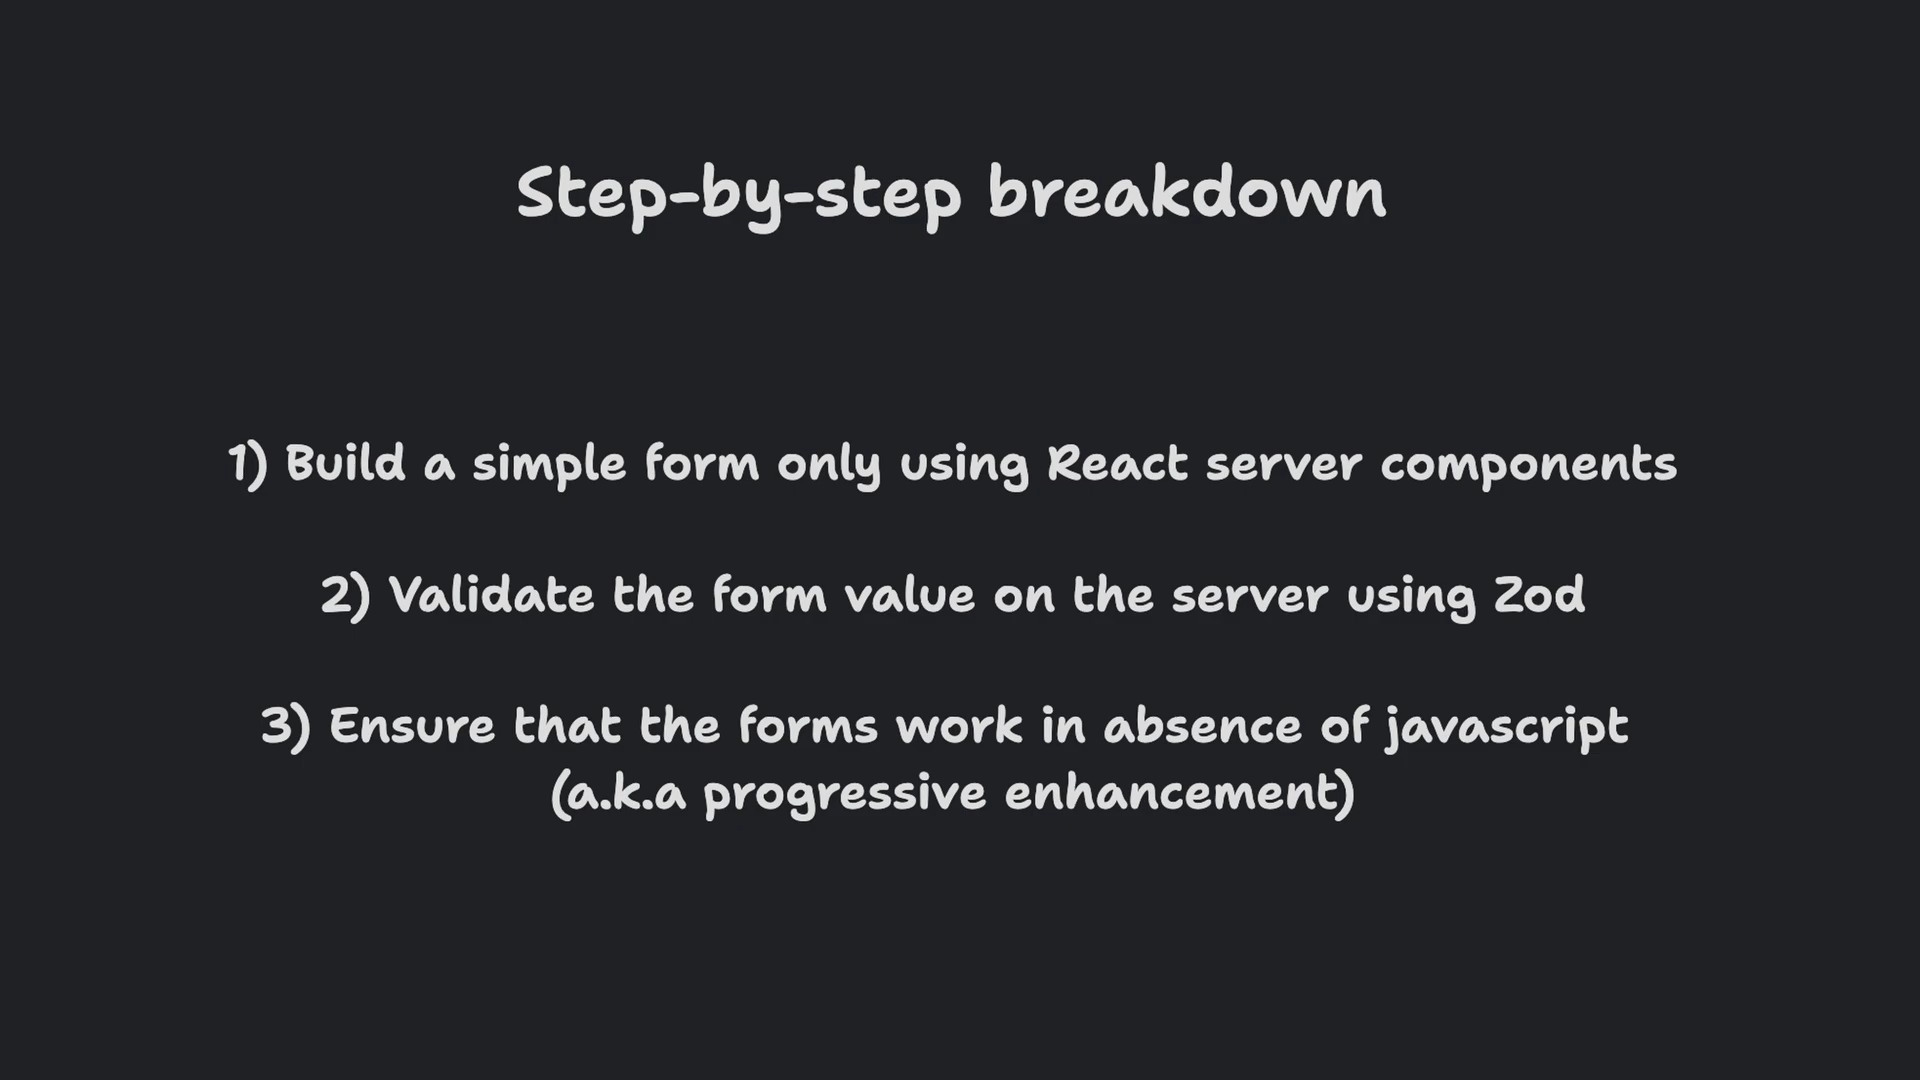 Step-by-step breakdown
1) Build a simple form only using React server components
2) Validate the form value on the server using Zod
3) Ensure that the forms work in absence of javascript
(a.k.a progressive enhancement)